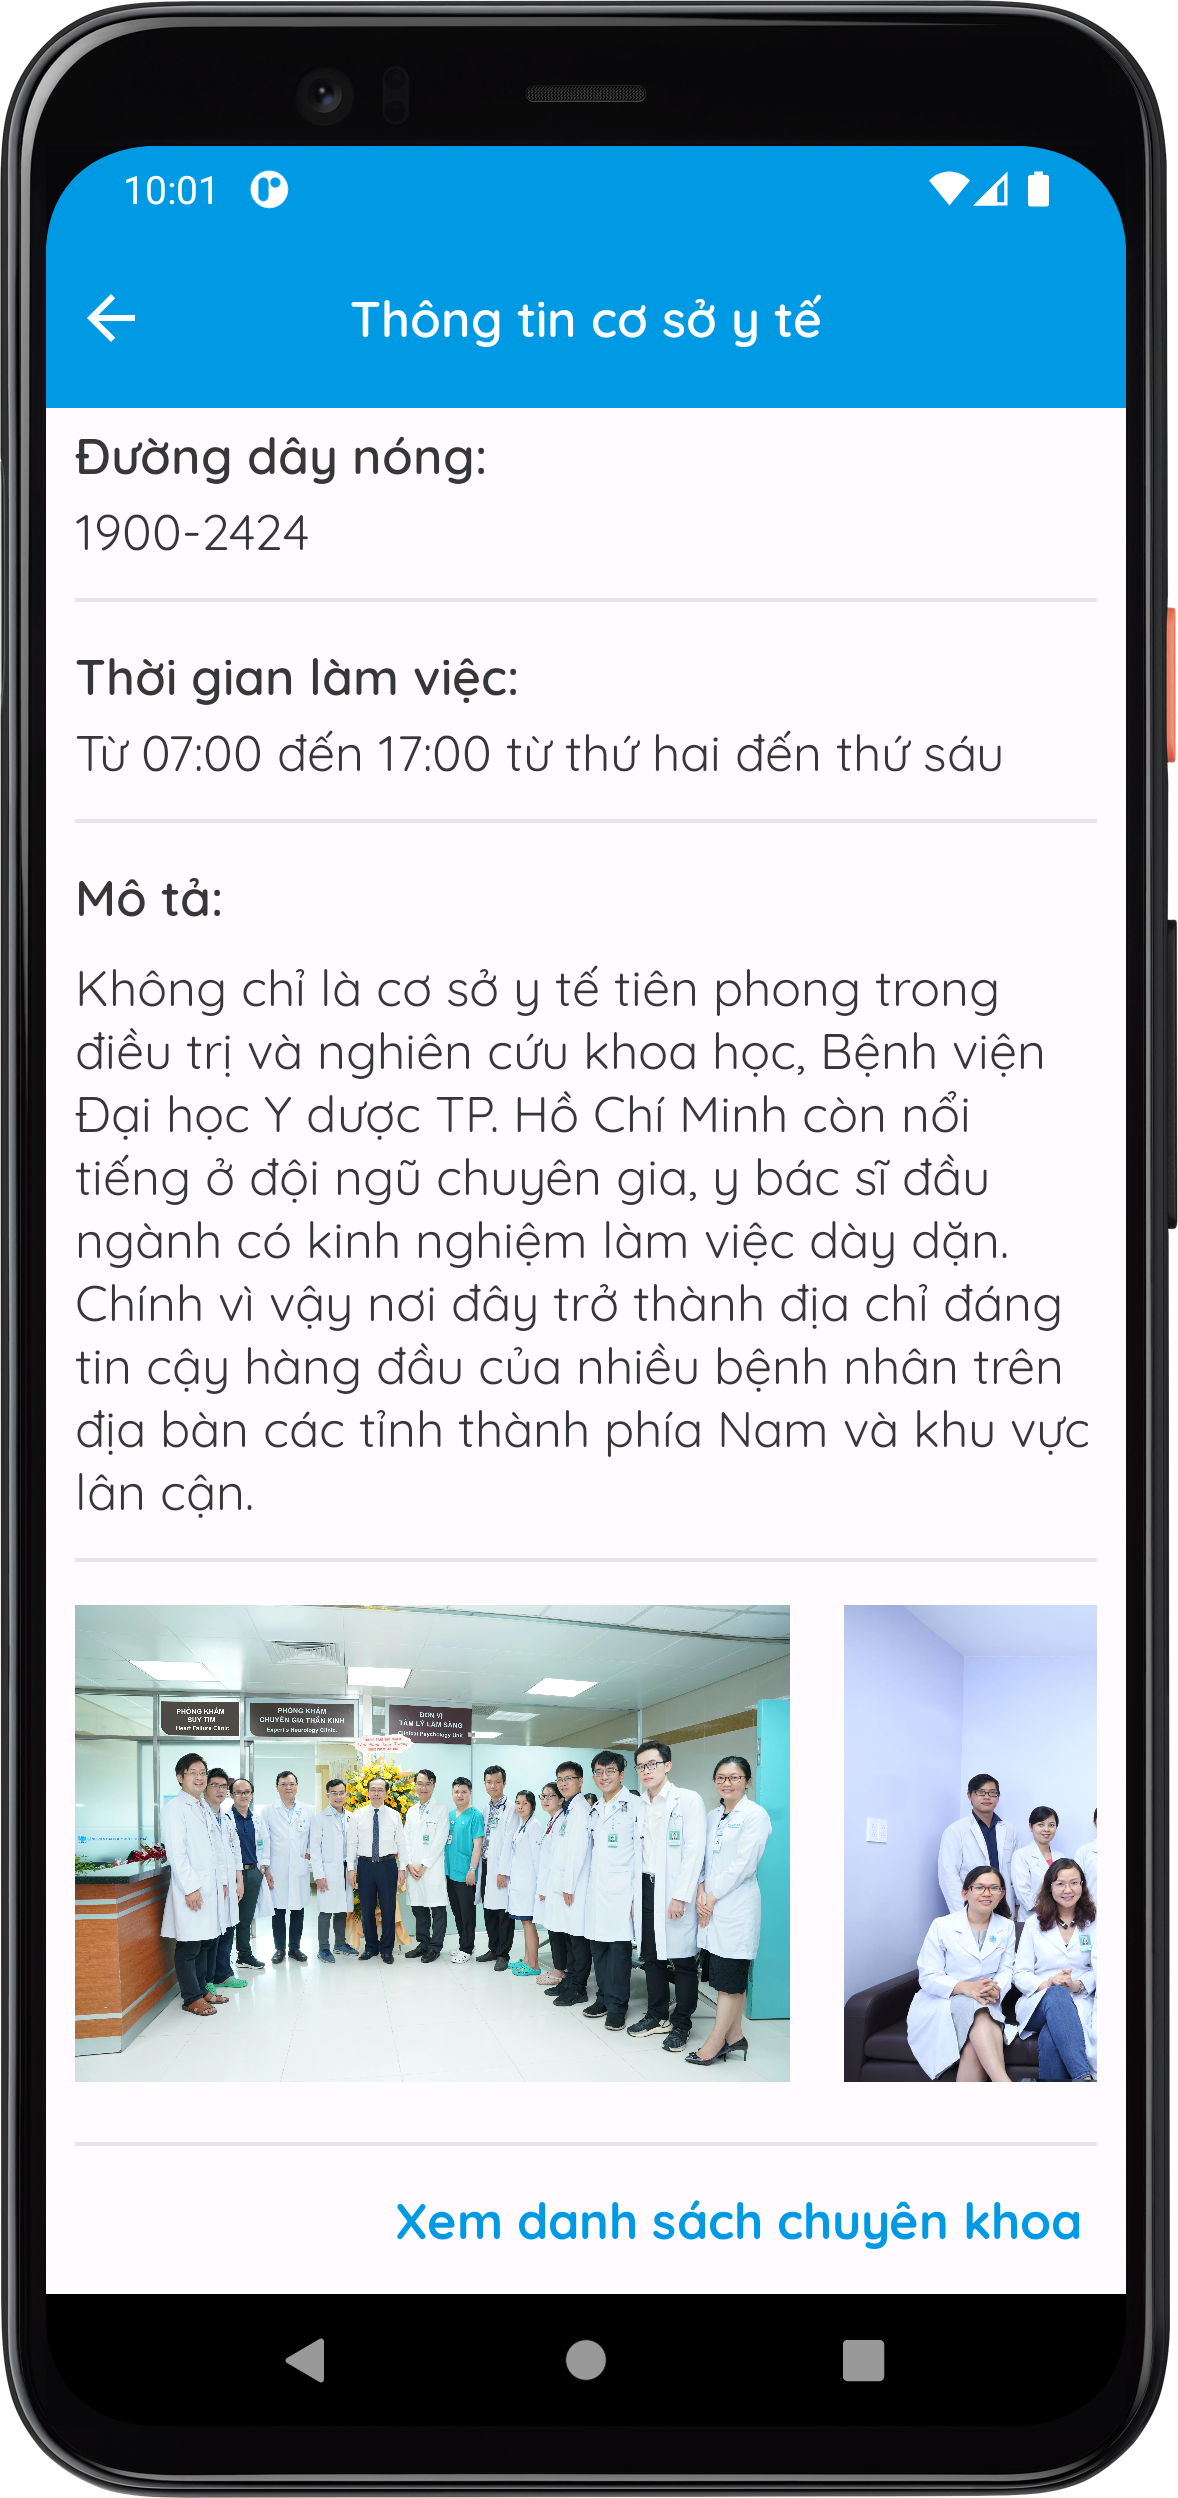 10:01
Thông tin cơ sở y tế
Đường dây nóng:
1900-2424
Thời gian làm việc:
Từ 07:00 đến 17:00 từ thứ hai đến thứ sáu
Mô tả:
Không chỉ là cơ sở y tế tiên phong trong
điều trị và nghiên cứu khoa học, Bệnh viện
Đại học Y dược TP. Hồ Chí Minh còn nổi
tiếng ở đội ngũ chuyên gia, y bác sĩ đầu
ngành có kinh nghiệm làm việc dày dặn.
Chính vì vậy nơi đây trở thành địa chỉ đáng
tin cậy hàng đầu của nhiều bệnh nhân trên
địa bàn các tỉnh thành phía Nam và khu vực
lân cận.
PHÒNG KHÁM
SUY TIM
Heart Failure Clinic
PHÒNG KHÁM
CHUYÊN GIA THẦN KINH
Expert's Neurology Clinic.
ĐƠN VỊ
TÂM LÝ LÂM SÀNG
Clinical Psychology Unit
Xem danh sách chuyên khoa